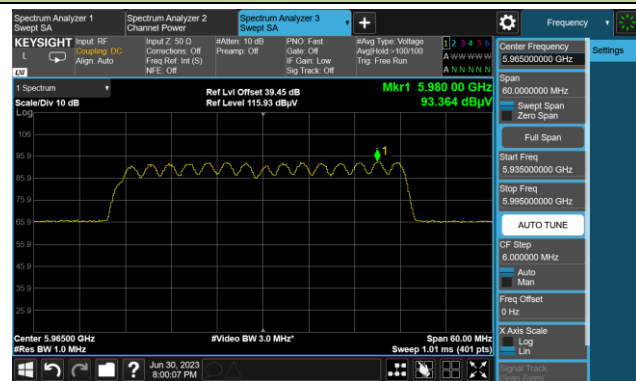 Spectrum Analyzer 1
Swept SA
Spectrum Analyzer 2
Channel Power
Spectrum Analyzer 3
Swept SA
Frequency
KEYSIGHT
L
Input: RF
Coupling: DC
Align: Auto
Input Z: 50 Ω
Corrections: Off
Freq Ref: Int (S)
NFE: Off
#Atten: 10 dB
Preamp: Off
PNO: Fast
Gate: Off
IF Gain: Low
Sig Track: Off
#Avg Type: Voltage
Avg|Hold:>100/100
Trig: Free Run
1 2 3 4 5 6
A W W W W W
A N N N N N
1 Spectrum
Scale/Div 10 dB
Log
Ref Lvl Offset 39.45 dB
Ref Level 115.93 dBµV
Mkr1 5.980 00 GHz
93.364 dBµV
106
95.9
85.9
75.9
65.9
55.9
45.9
35.9
25.9
1
Center 5.96500 GHz
#Res BW 1.0 MHz
#Video BW 3.0 MHz*
Span 60.00 MHz
Sweep 1.01 ms (401 pts)
Jun 30, 2023
8:00:07 PM
Center Frequency
5.965000000 GHz
Span
60.0000000 MHz
Swept Span
Zero Span
Full Span
Start Freq
5.935000000 GHz
Stop Freq
5.995000000 GHz
AUTO TUNE
CF Step
6.000000 MHz
Auto
Man
Freq Offset
0 Hz
X Axis Scale
Log
Lin
Signal Track
(Span Zoom)
Settings